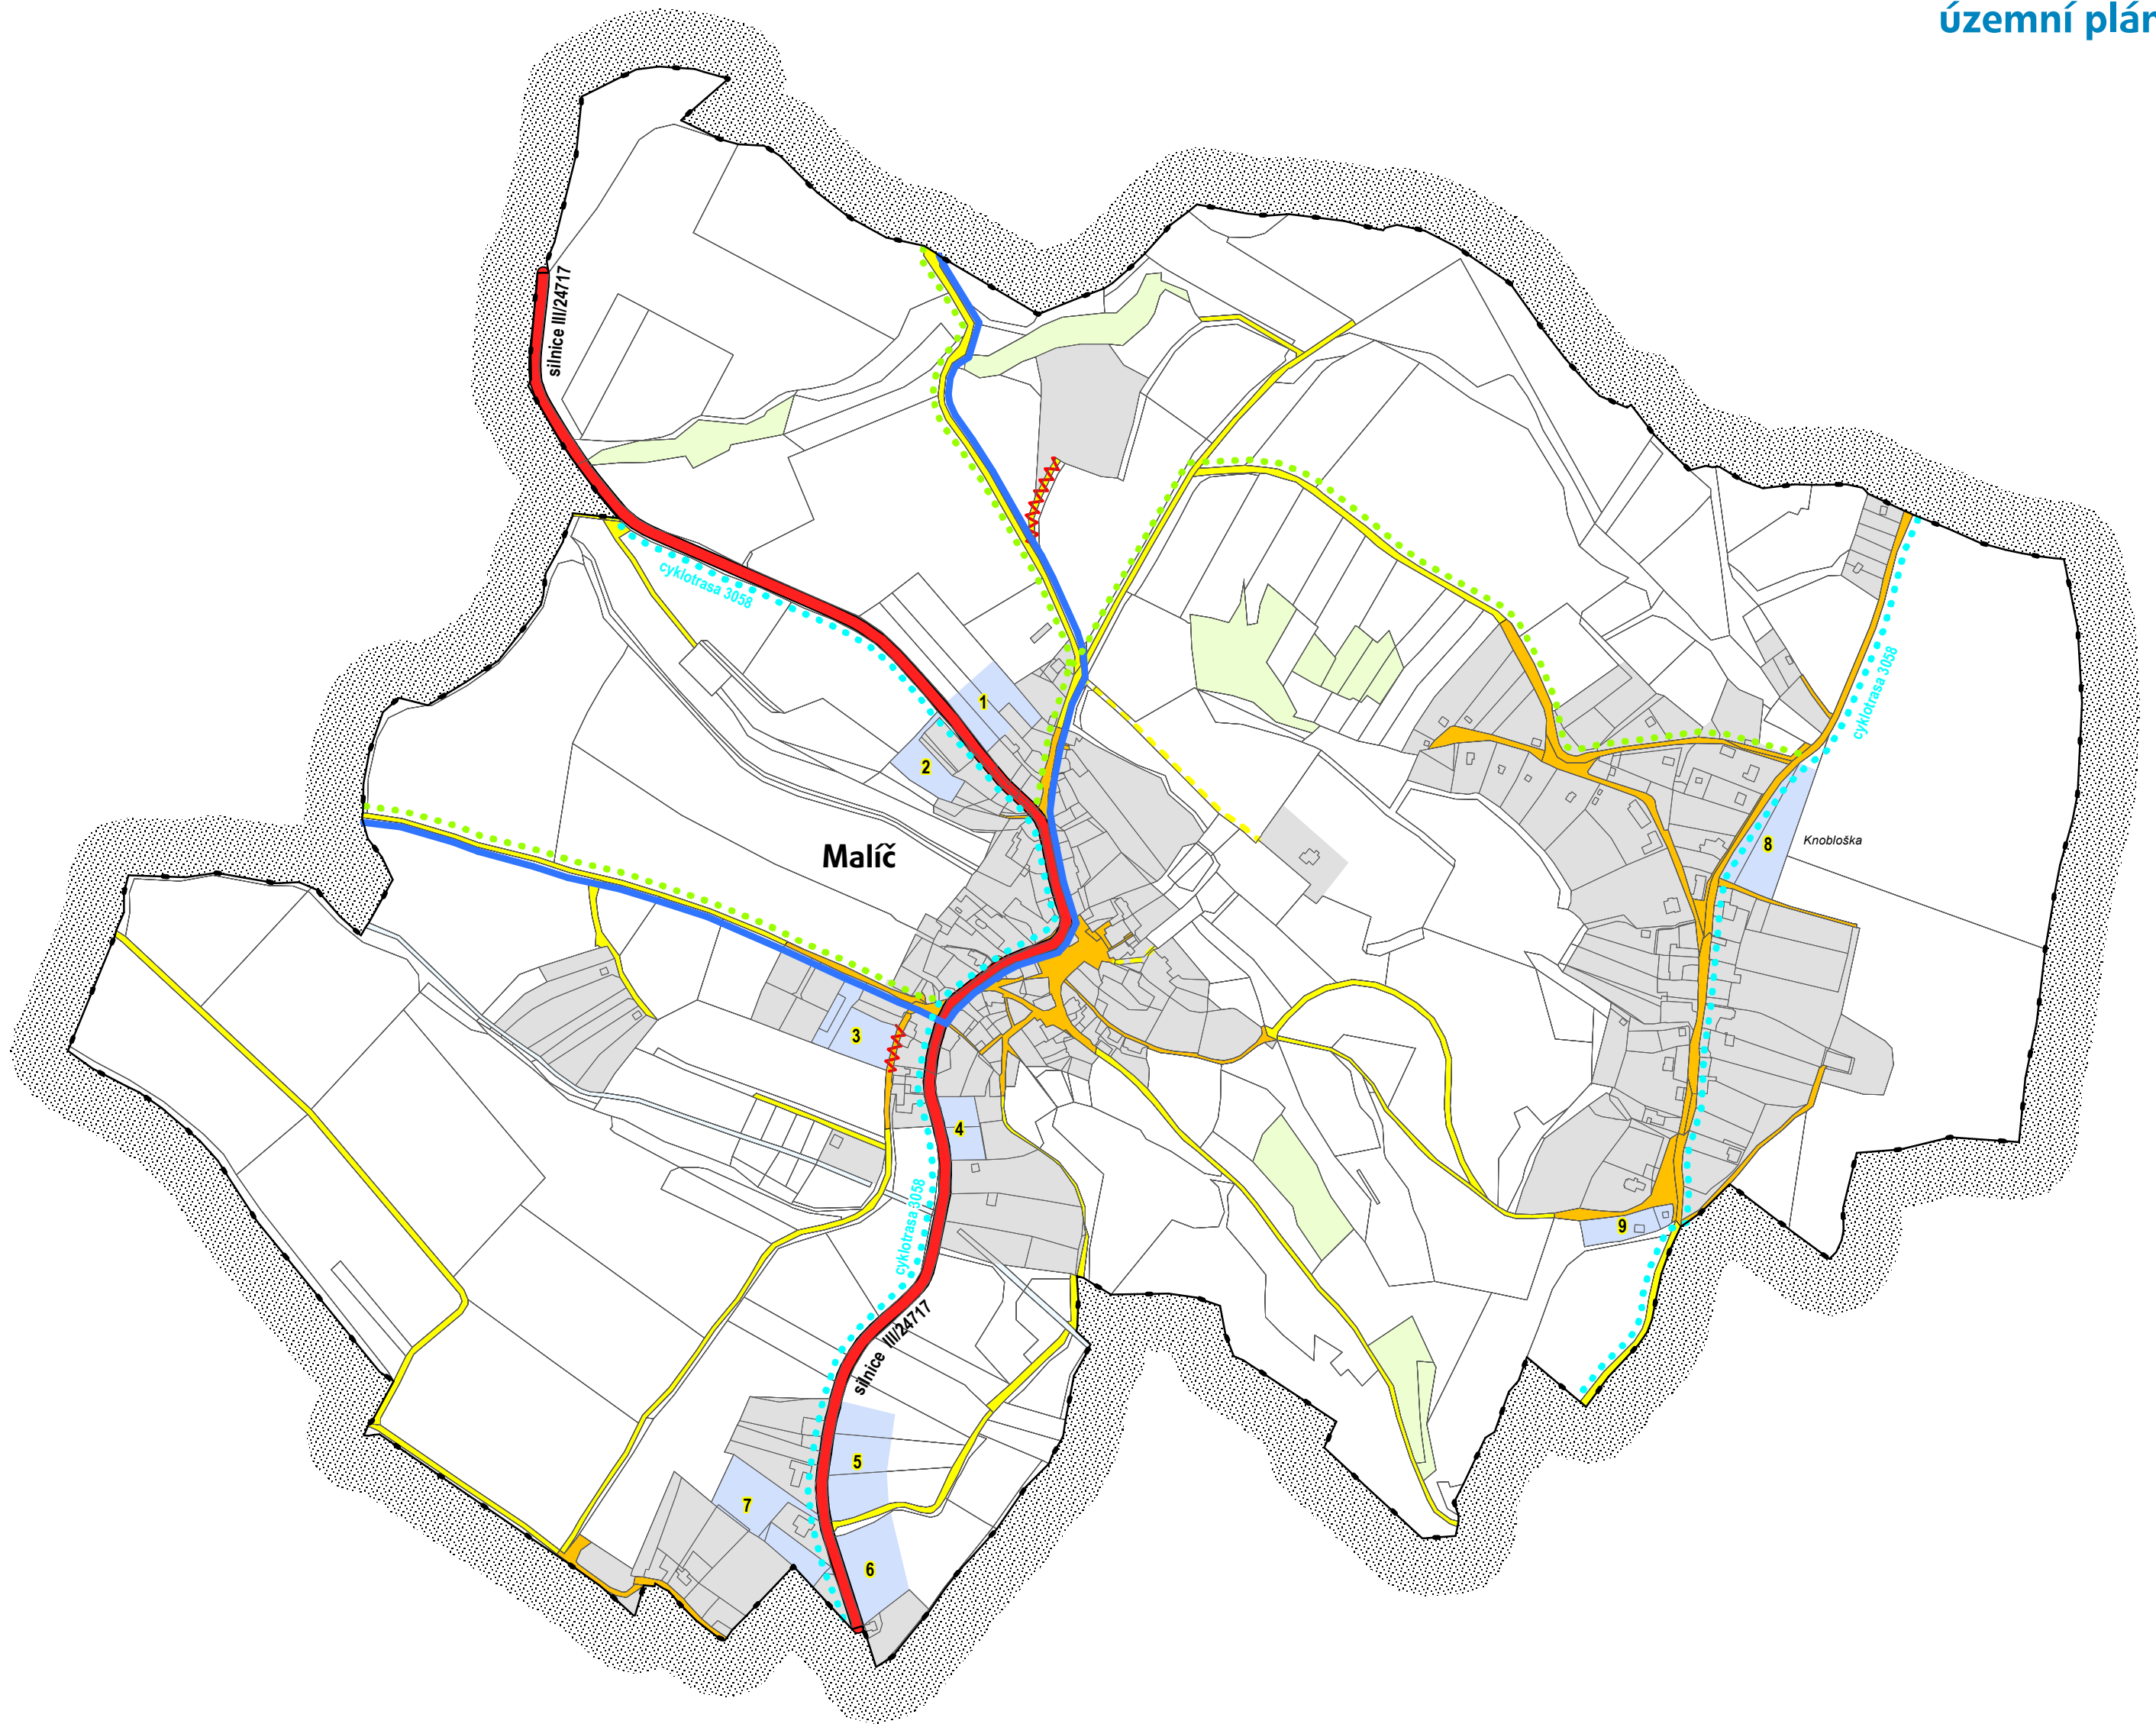 územní plán
silnice III/24717
cyklotrasa 3058
1
cyklotrasa 3058
2
Malíč
8
Knobloška
3
4
cyklotrasa 3058
9
silnice III/24717
5
7
6